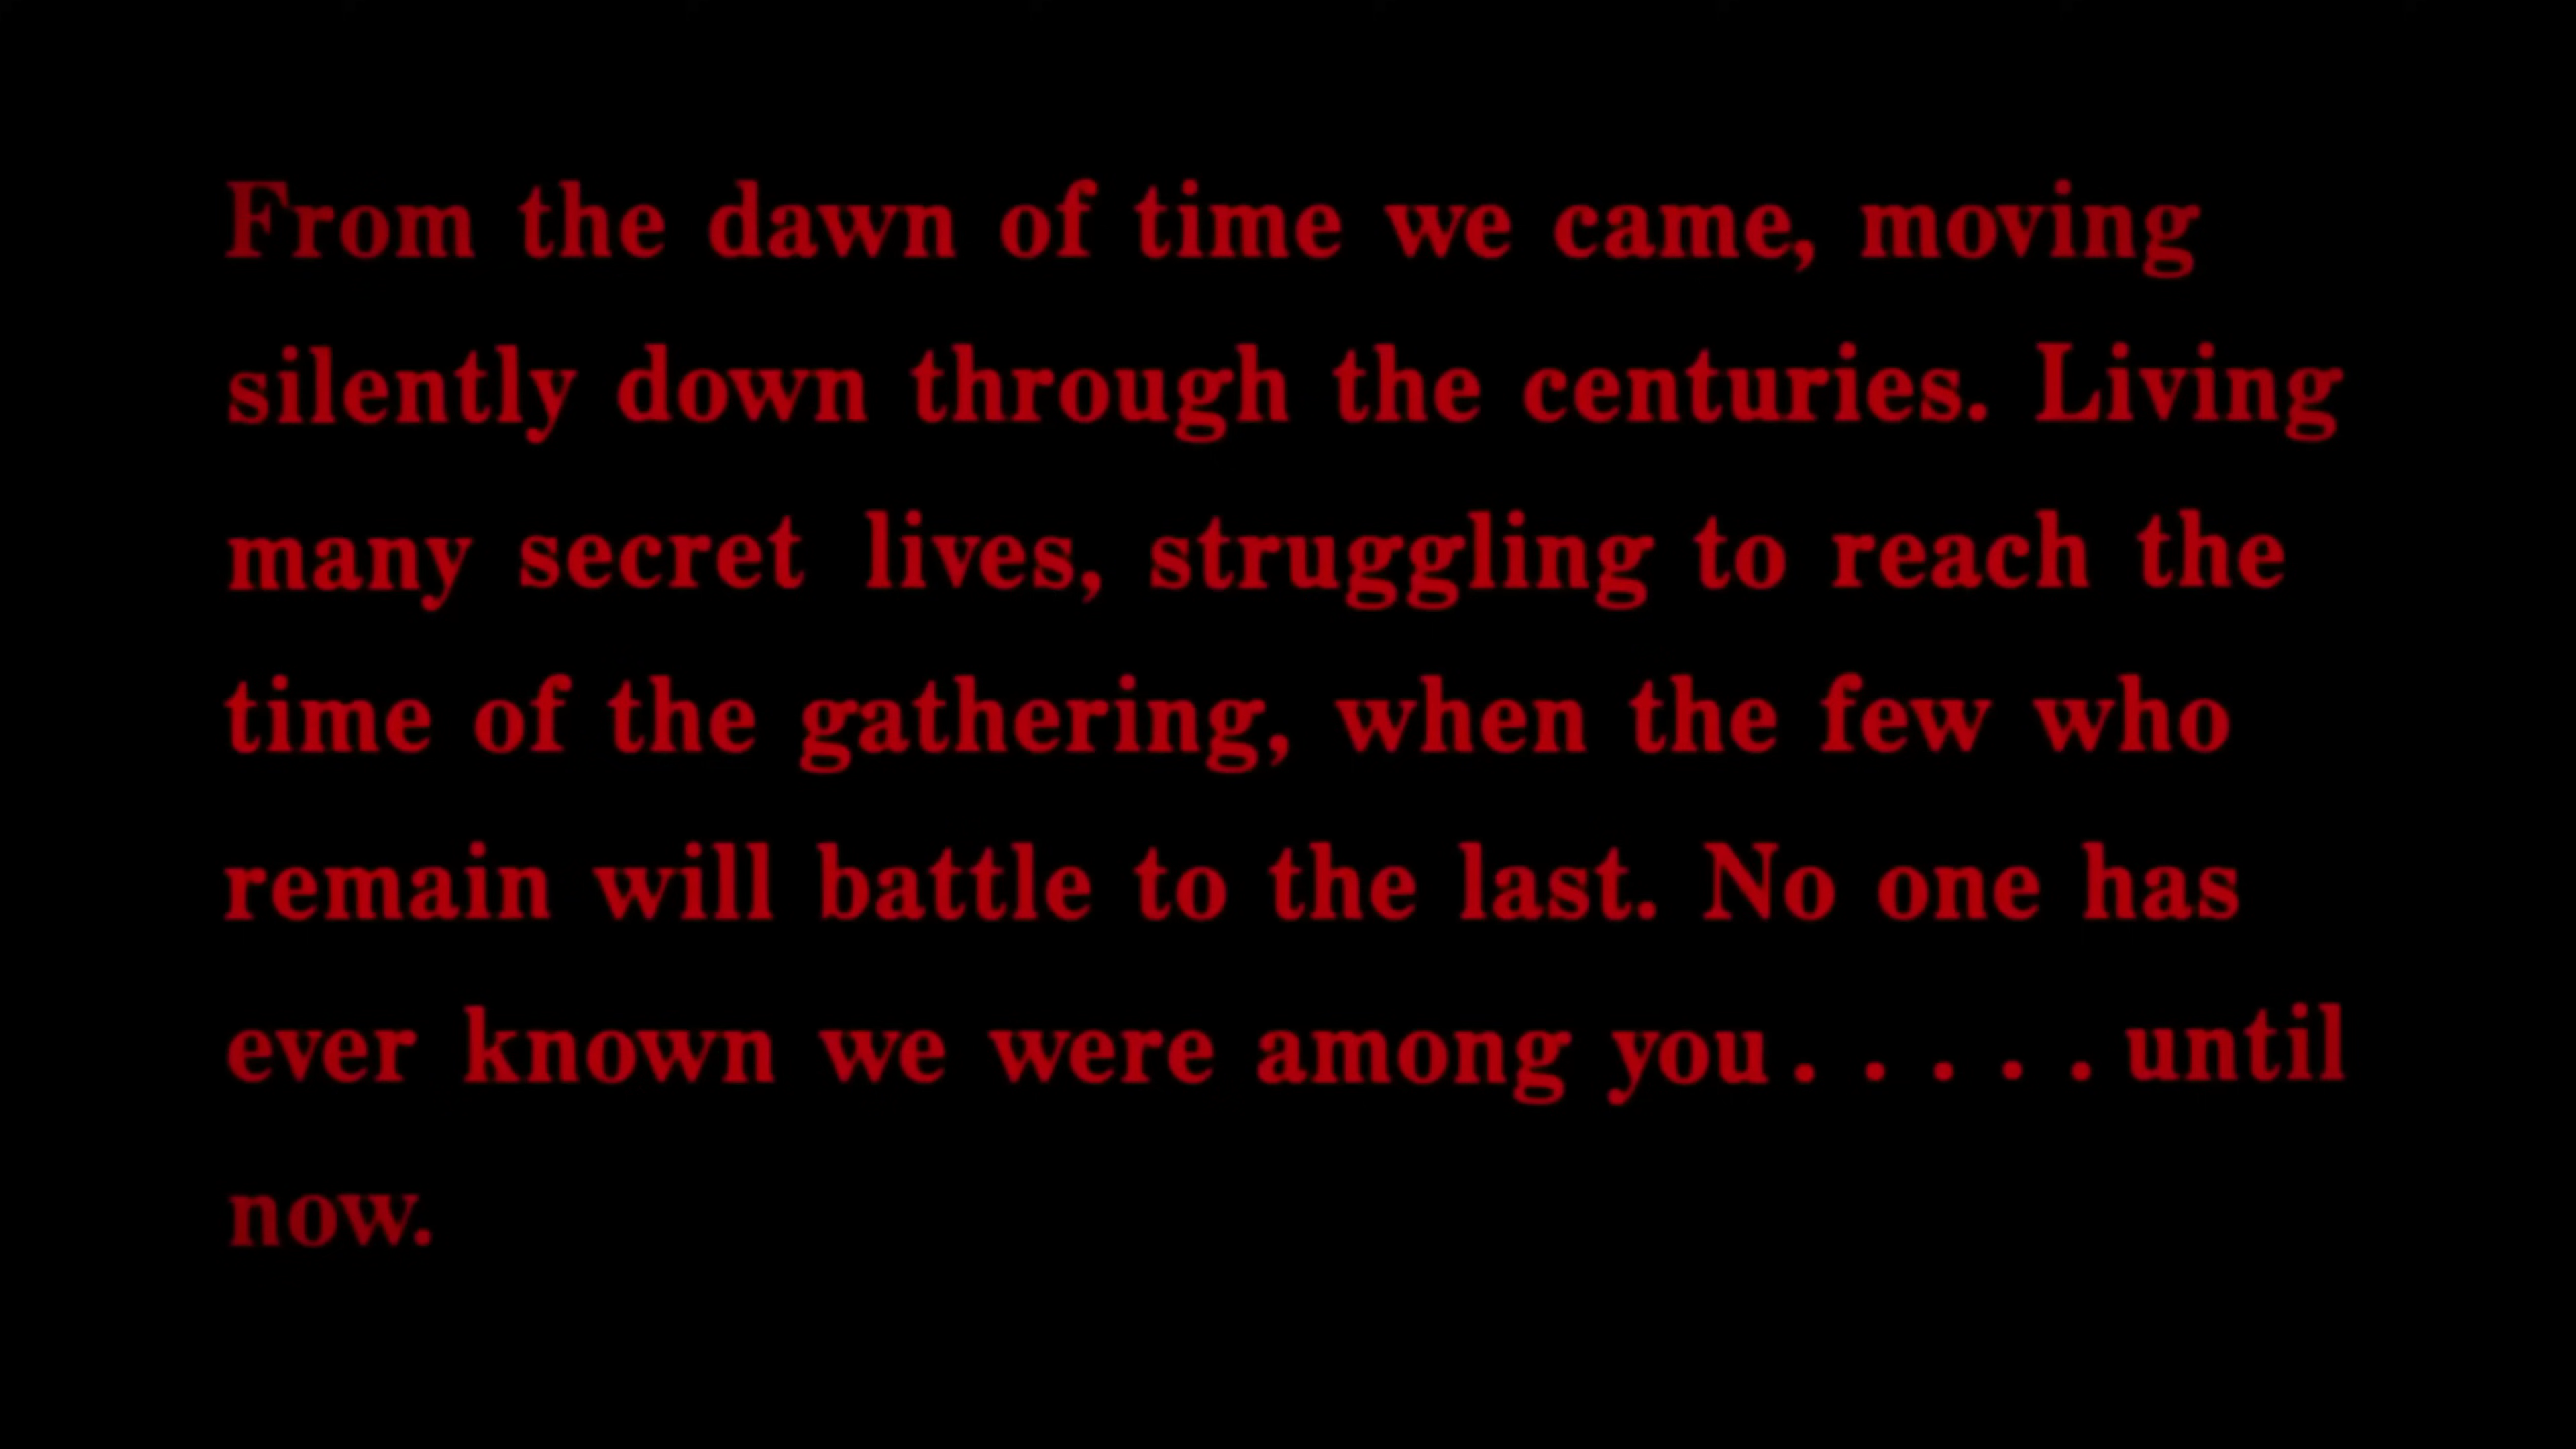 From the dawn of time we came, moving
silently down through the centuries. Living
many secret lives, struggling to reach the
time of the gathering, when the few who
remain will battle to the last. No one has
ever known we were among you. . . . . until
now.